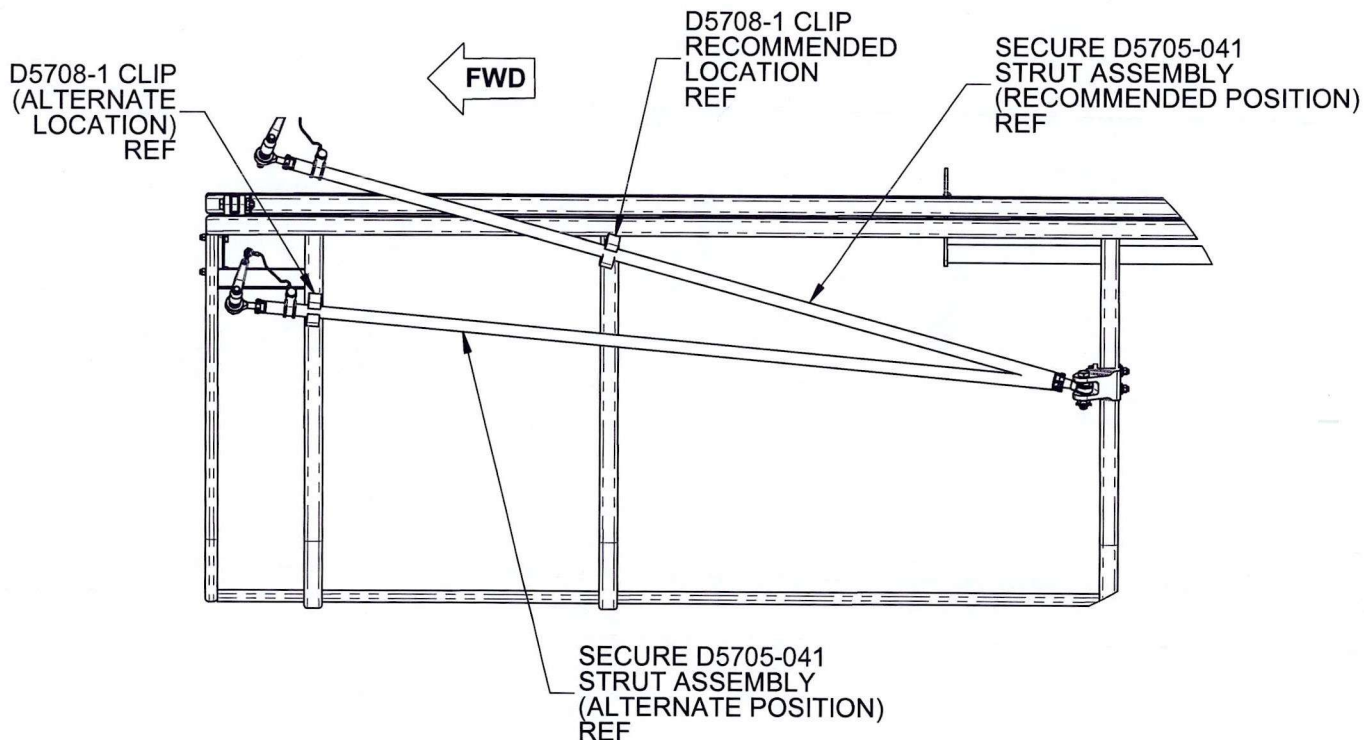 D5708-1 CLIP
(ALTERNATE
LOCATION)
REF
FWD
D5708-1 CLIP
RECOMMENDED
LOCATION
REF
SECURE D5705-041
STRUT ASSEMBLY
(RECOMMENDED POSITION)
REF
SECURE D5705-041
STRUT ASSEMBLY
(ALTERNATE POSITION)
REF